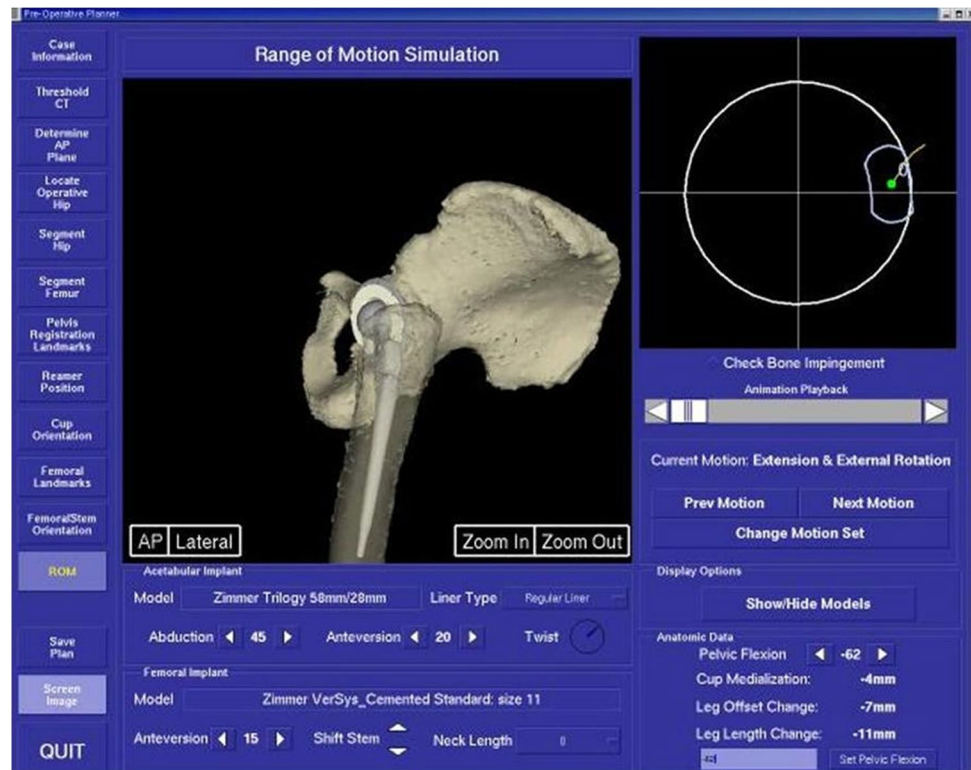 Pre-Operative Planner
Case
Information
Threshold
CT
Determine
AP
Plane
Locate
Operative
Hip
Segment
Hip
Segment
Femur
Pelvis
Registration
Landmarks
Reamer
Position
Cup
Orientation
Femoral
Landmarks
FemoralStem
Orientation
ROM
Save
Plan
Screen
Image
QUIT
Range of Motion Simulation
AP Lateral
Zoom In Zoom Out
Acetabular Implant
Model Zimmer Trilogy 58mm/28mm Liner Type Regular Liner
Abduction 45 Anteversion 20 Twist
Femoral Implant
Model Zimmer VerSys_Cemented Standard: size 11
Anteversion 15 Shift Stem Neck Length 0
Check Bone Impingement
Animation Playback
Current Motion: Extension & External Rotation
Prev Motion Next Motion
Change Motion Set
Display Options
Show/Hide Models
Anatomic Data
Pelvic Flexion -62
Cup Medialization: -4mm
Leg Offset Change: -7mm
Leg Length Change: -11mm
-62 Set Pelvic Flexion